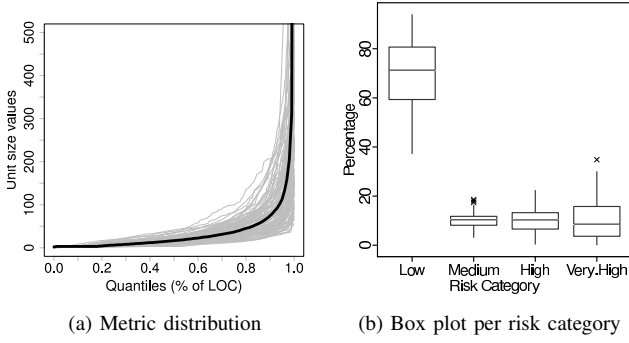 500
400
300
200
100
0
Unit size values
0.0 0.2 0.4 0.6 0.8 1.0
Quantiles (% of LOC)
(a) Metric distribution
80
60
40
20
0
Percentage
Low Medium High Very.High
Risk Category
(b) Box plot per risk category